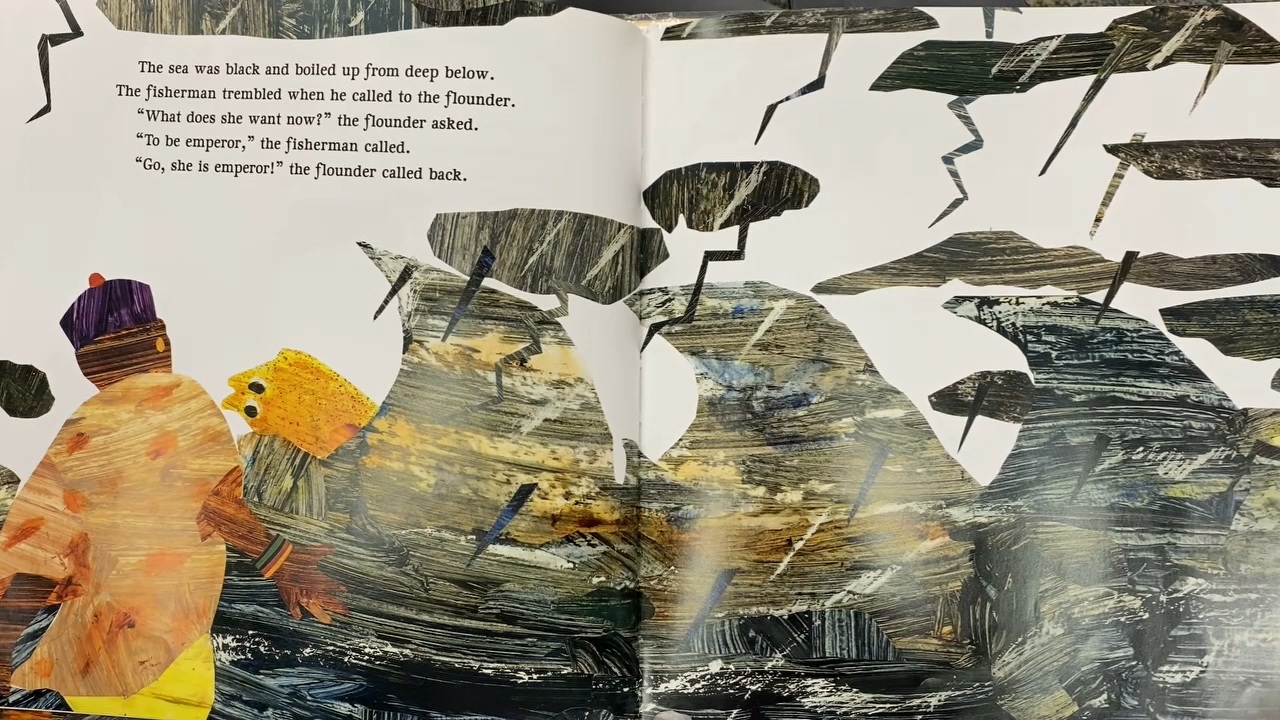 The sea was black and boiled up from deep below.
The fisherman trembled when he called to the flounder.
“What does she want now?” the flounder asked.
“To be emperor,” the fisherman called.
“Go, she is emperor!” the flounder called back.